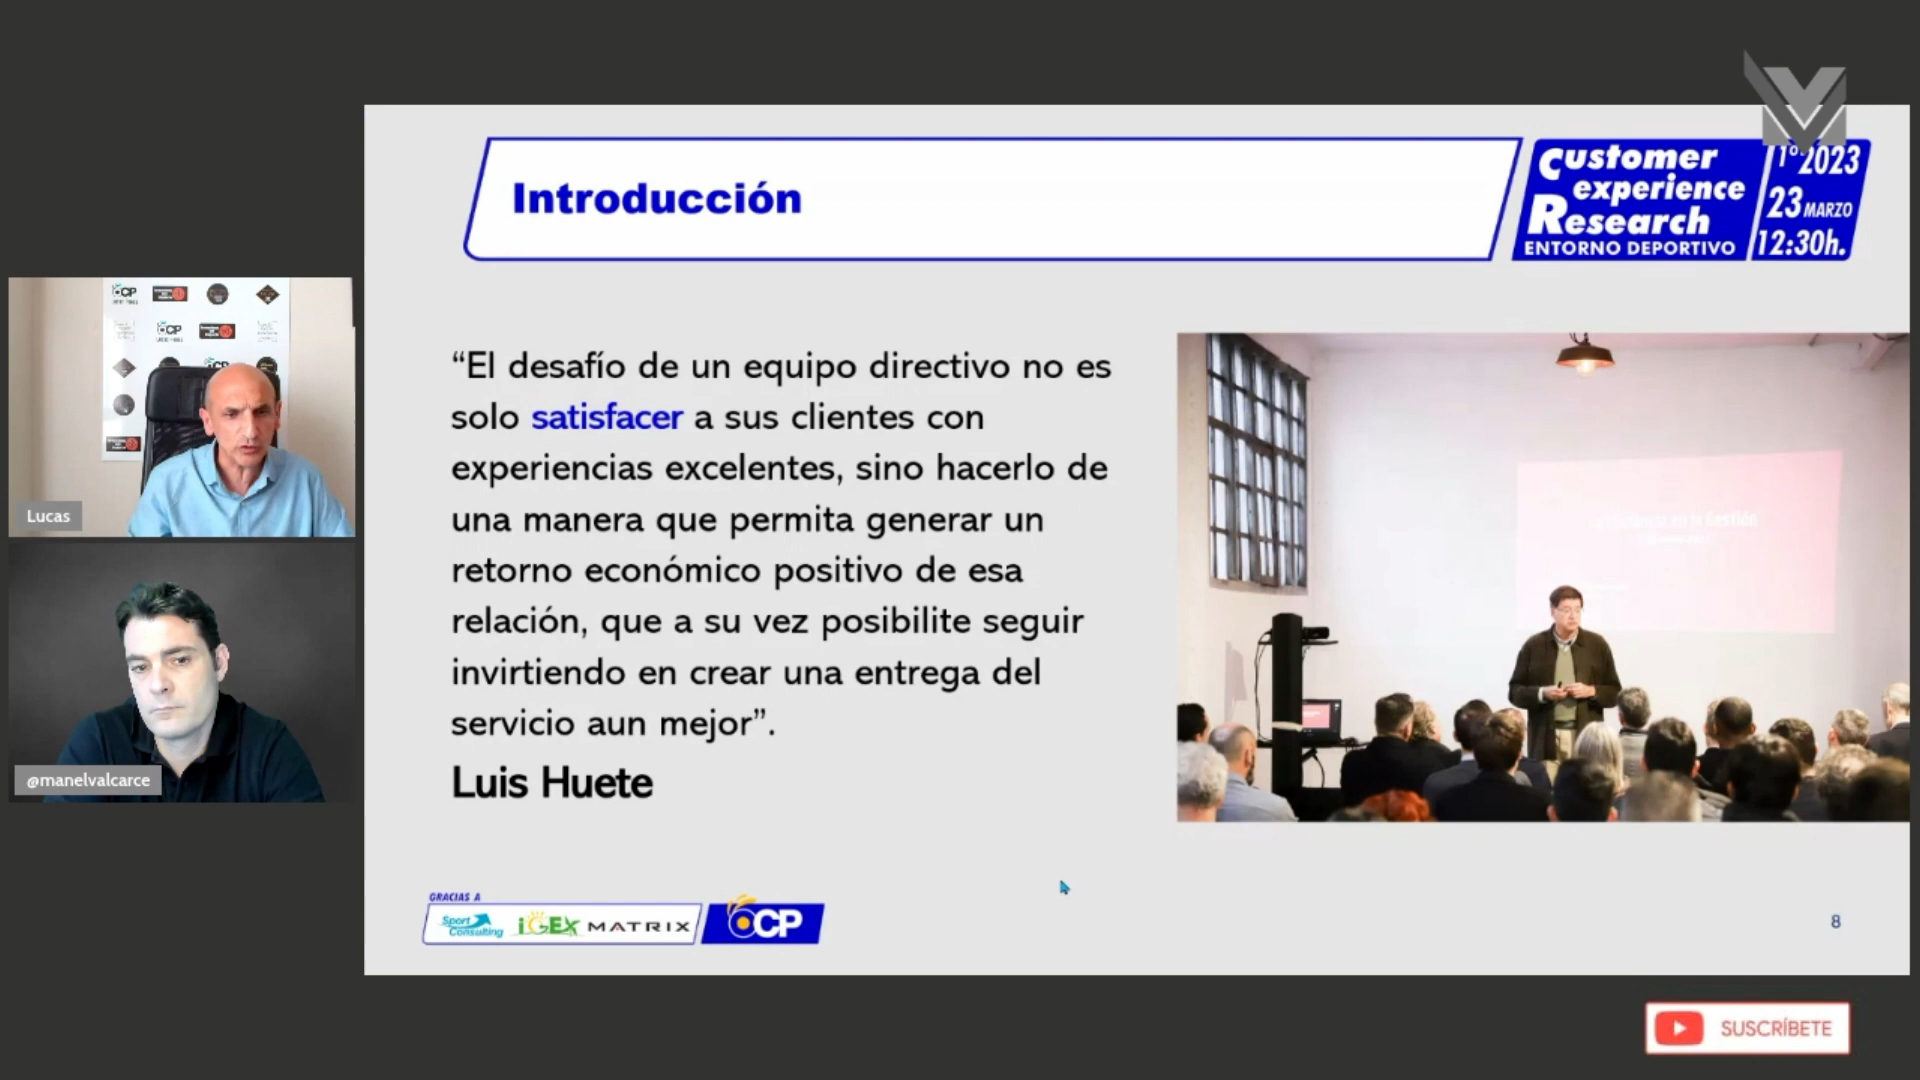 Introducción
Customer
experience
Research
ENTORNO DEPORTIVO
1º 2023
23 MARZO
12:30h.
“El desafío de un equipo directivo no es
solo satisfacer a sus clientes con
experiencias excelentes, sino hacerlo de
una manera que permita generar un
retorno económico positivo de esa
relación, que a su vez posibilite seguir
invirtiendo en crear una entrega del
servicio aun mejor”.
Luis Huete
Lucas
@manelvalcarce
GRACIAS A
Sport
Consulting
iGEX
MATRIX
CP
8
SUSCRÍBETE